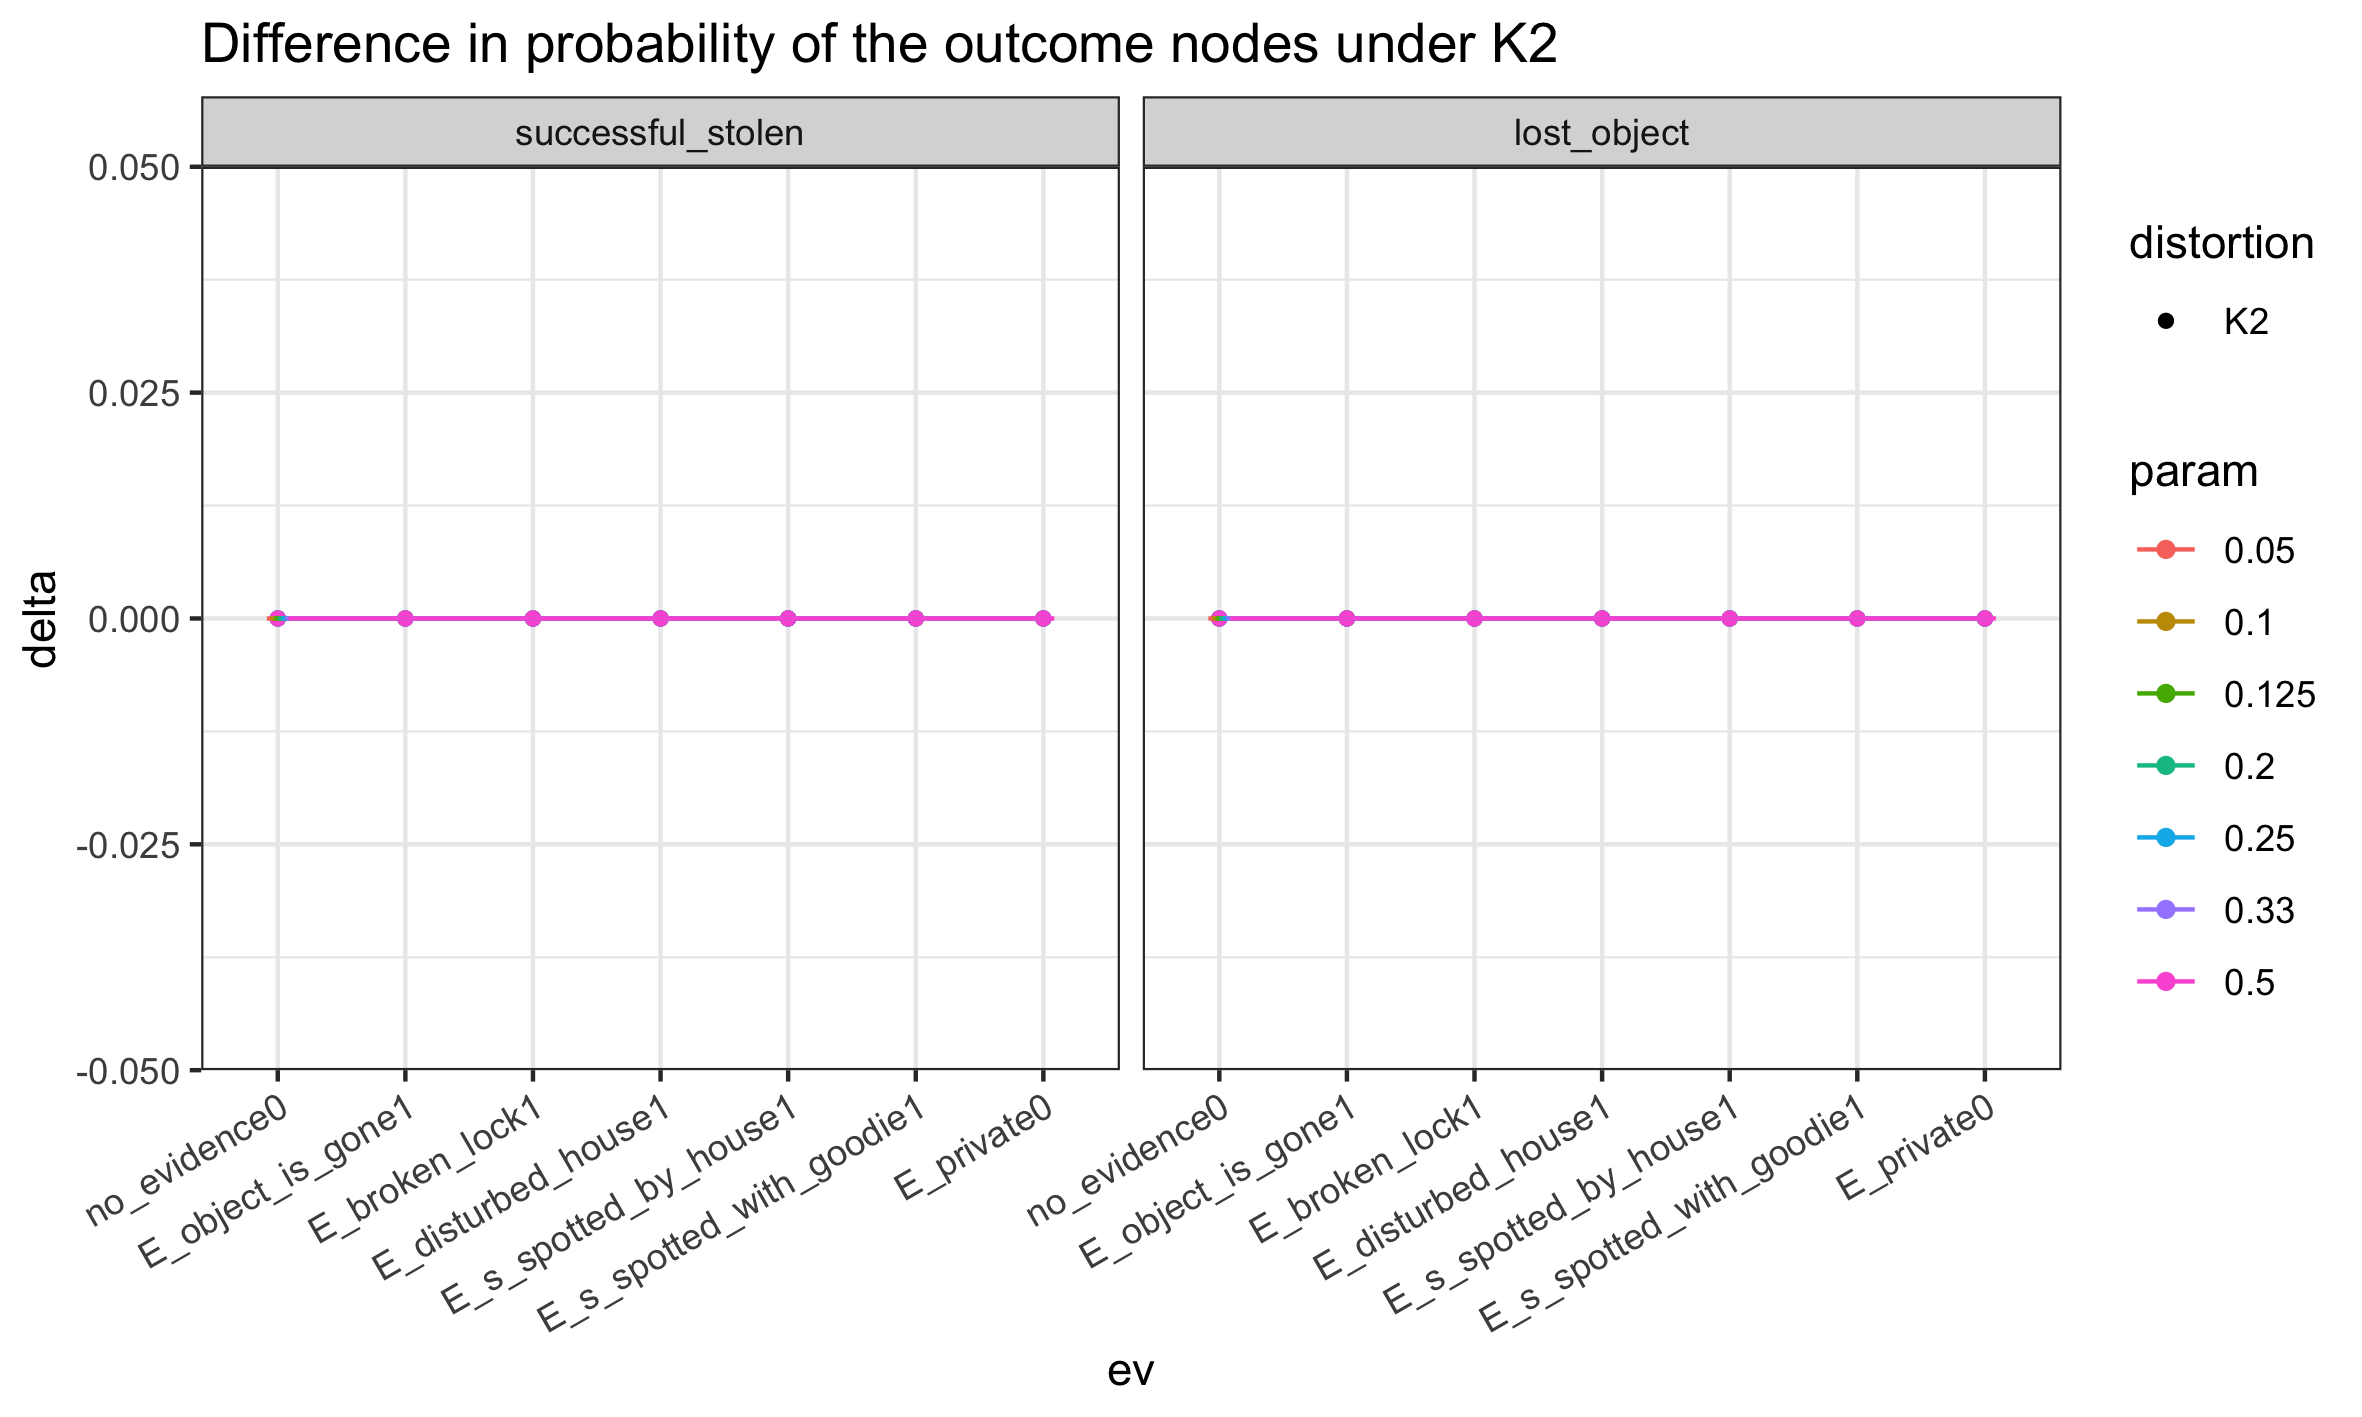 Difference in probability of the outcome nodes under K2
successful_stolen
lost_object
0.050
0.025
0.000
-0.025
-0.050
delta
no_evidence0
E_object_is_gone1
E_broken_lock1
E_disturbed_house1
E_s_spotted_by_house1
E_s_spotted_with_goodie1
E_private0
no_evidence0
E_object_is_gone1
E_broken_lock1
E_disturbed_house1
E_s_spotted_by_house1
E_s_spotted_with_goodie1
E_private0
ev
distortion
K2
param
0.05
0.1
0.125
0.2
0.25
0.33
0.5